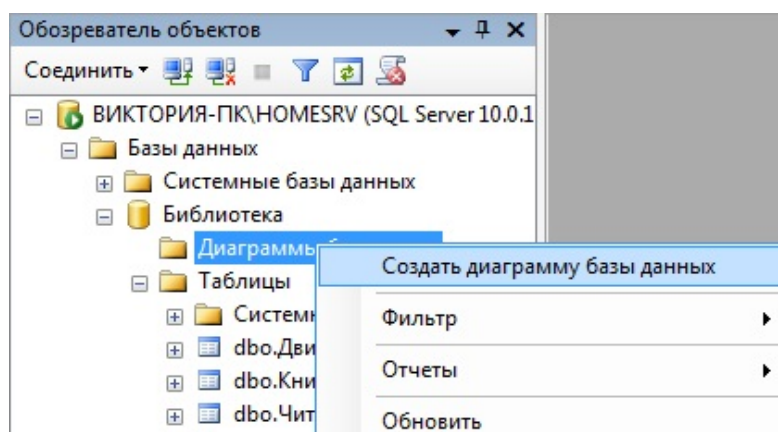 Обозреватель объектов
Соединить
ВИКТОРИЯ-ПК\HOMESRV (SQL Server 10.0.1
Базы данных
Системные базы данных
Библиотека
Создать диаграмму базы данных
Таблицы
Фильтр
Отчеты
Обновить